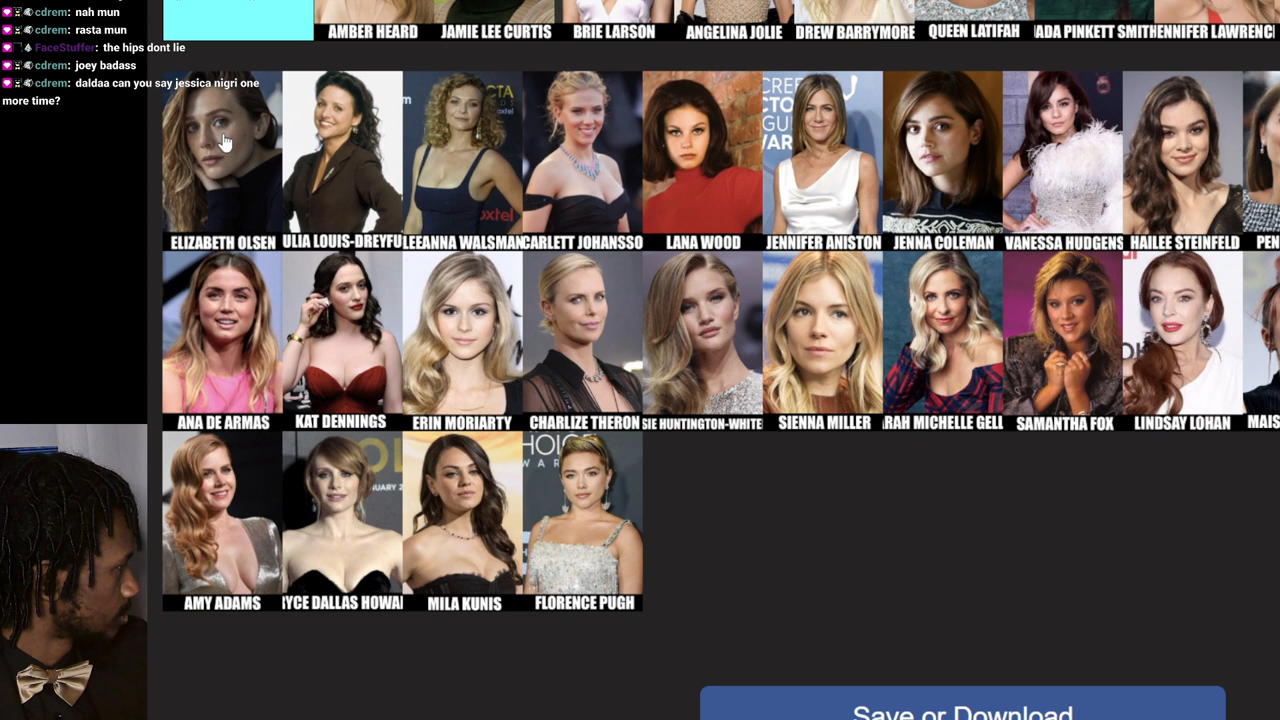 cdrem: nah mun
cdrem: rasta mun
FaceStuffer: the hips dont lie
cdrem: joey badass
cdrem: daldaa can you say jessica nigri one
more time?
AMBER HEARD JAMIE LEE CURTIS BRIE LARSON ANGELINA JOLIE DREW BARRYMORE QUEEN LATIFAH ADA PINKETT SMITH ENNIFER LAWRENC
ELIZABETH OLSEN ULIA LOUIS-DREYFU LEEANNA WALSMAN CARLETT JOHANSSO LANA WOOD JENNIFER ANISTON JENNA COLEMAN VANESSA HUDGENS HAILEE STEINFELD PEN
ANA DE ARMAS KAT DENNINGS ERIN MORIARTY CHARLIZE THERON SIE HUNTINGTON-WHITE SIENNA MILLER RAH MICHELLE GELL SAMANTHA FOX LINDSAY LOHAN MAIS
AMY ADAMS RYCE DALLAS HOWA MILA KUNIS FLORENCE PUGH
Save or Download